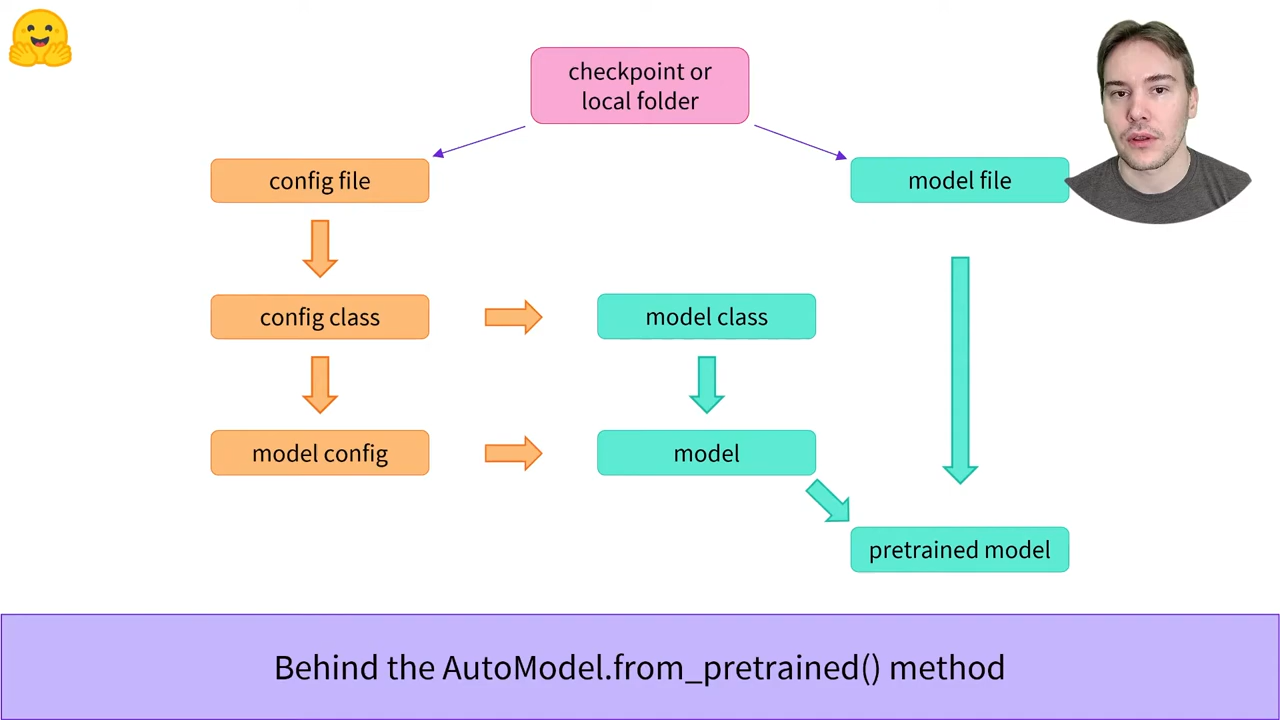 checkpoint or
local folder
config file
model file
config class
model class
model config
model
pretrained model
Behind the AutoModel.from_pretrained() method